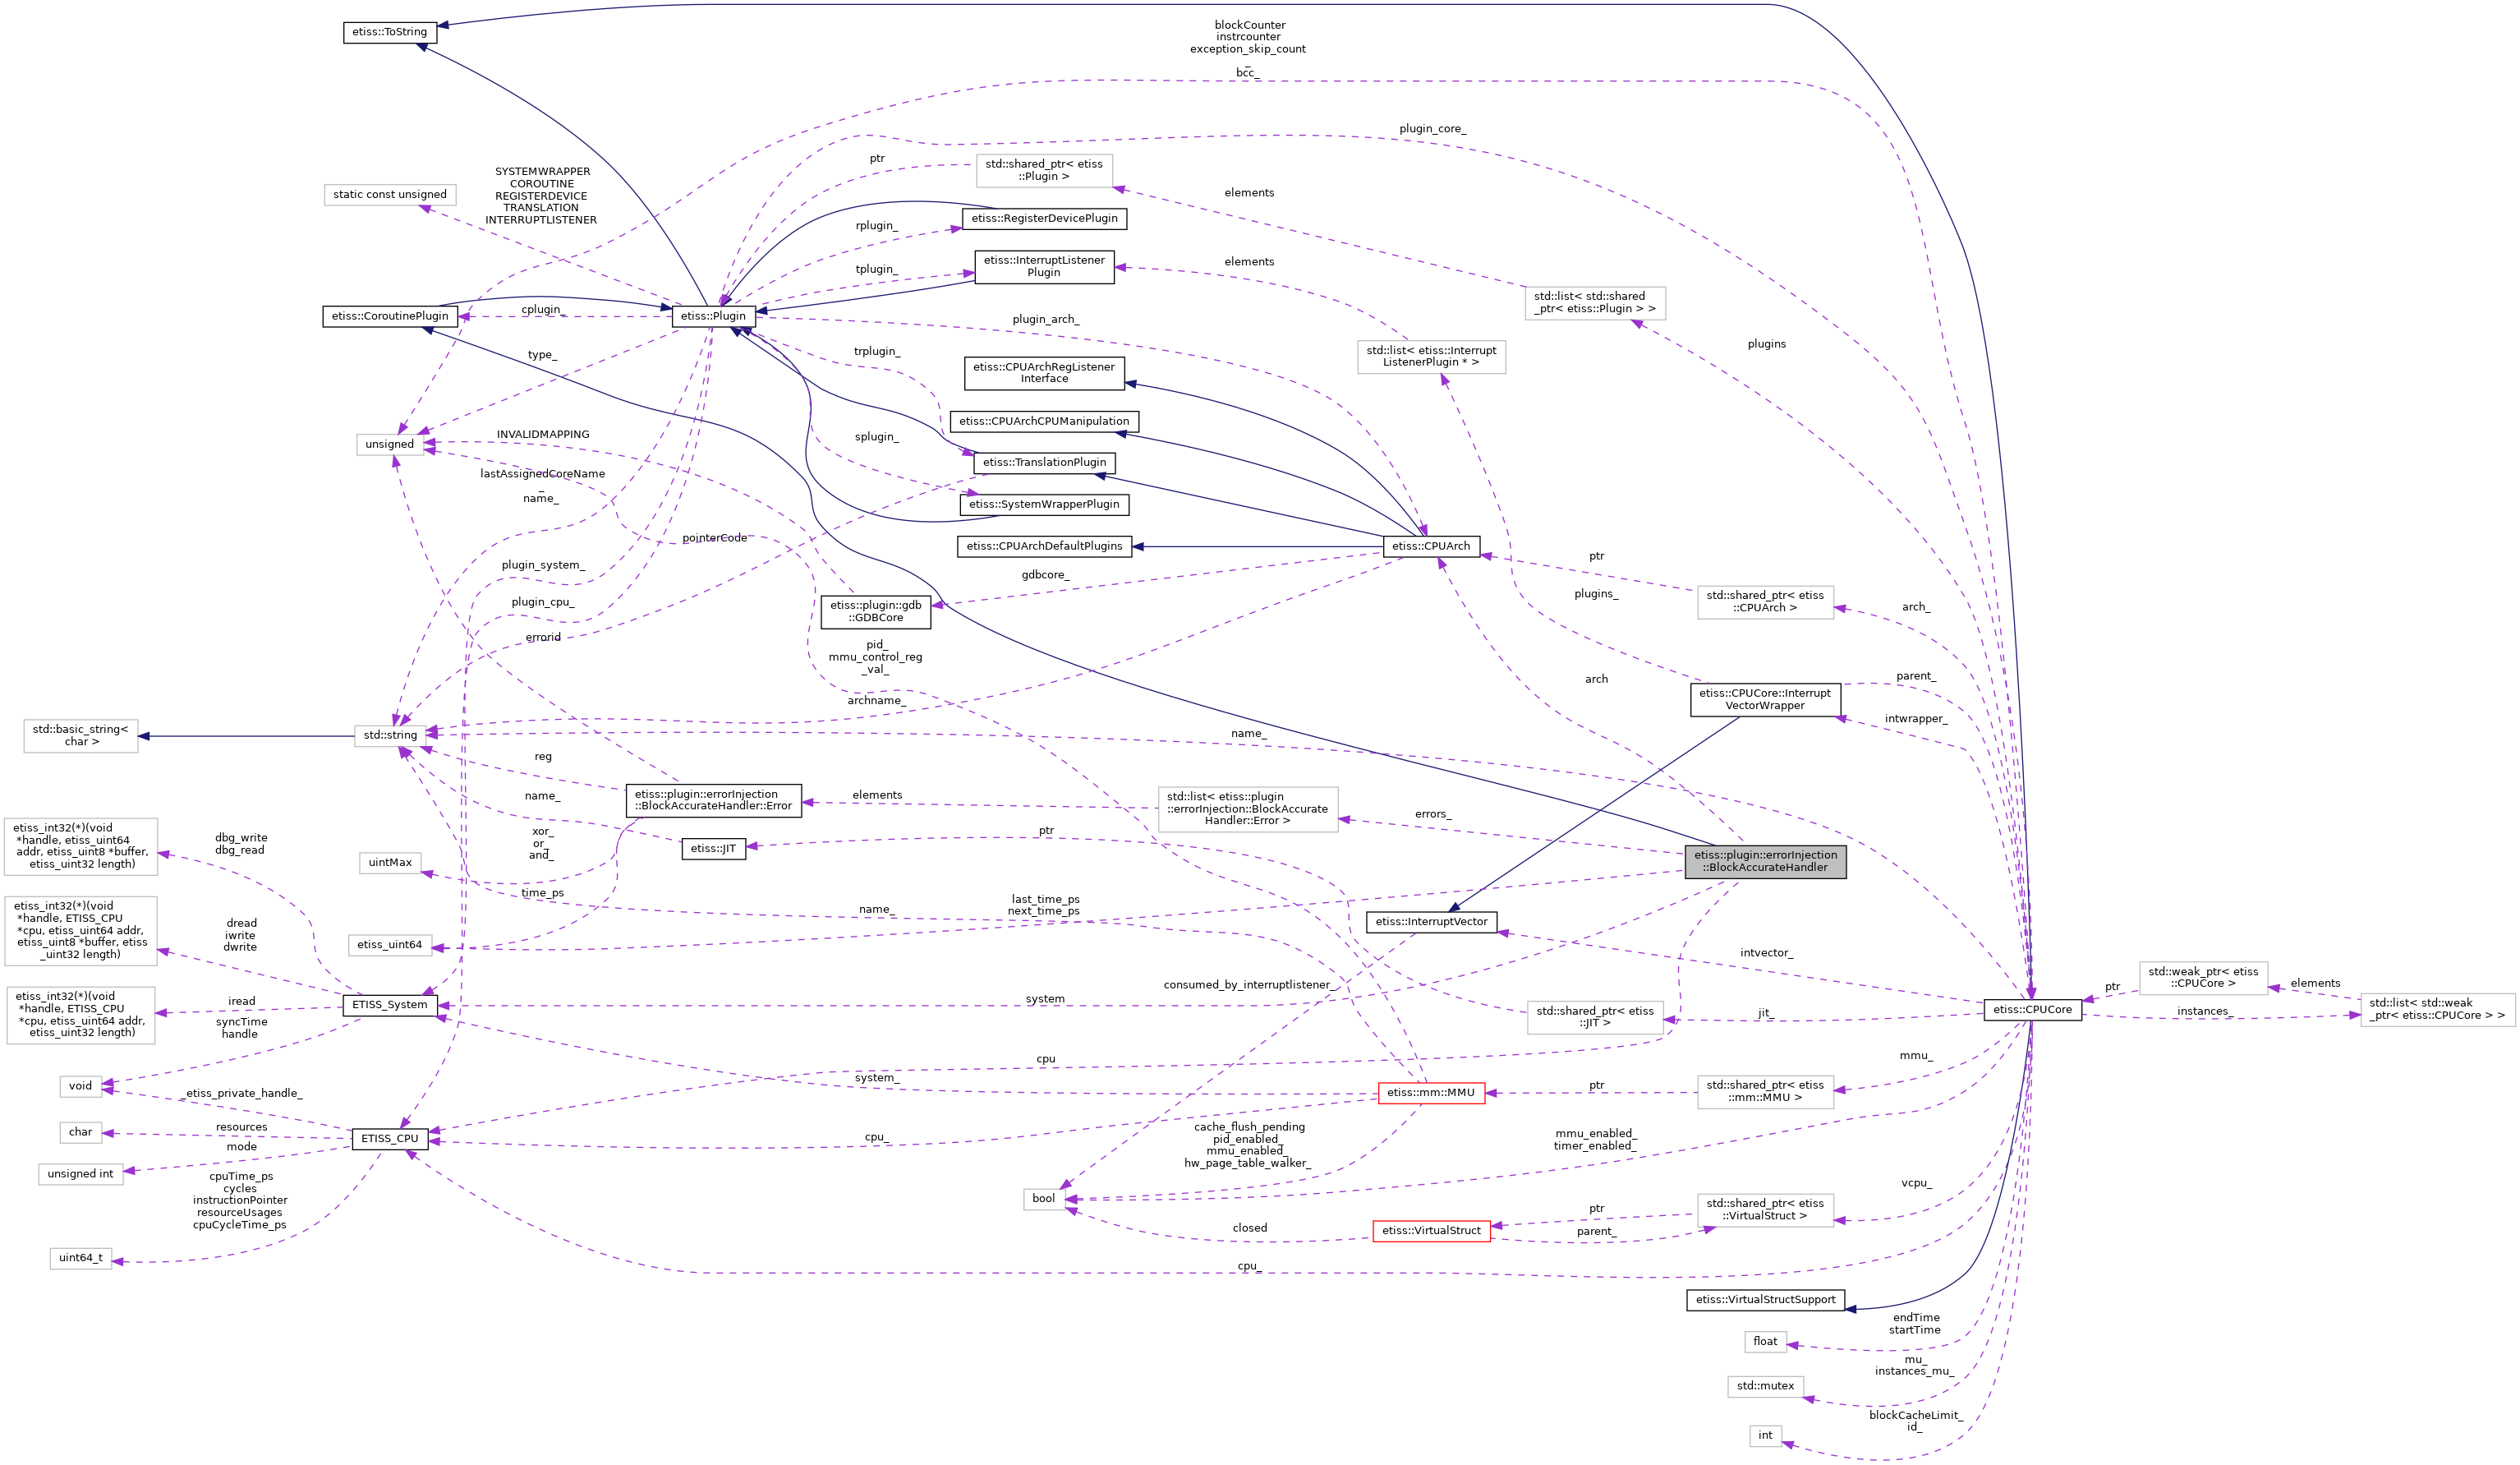 etiss::ToString
blockCounter
instrcounter
exception_skip_count
_
bcc_
plugin_core_
ptr
std::shared_ptr< etiss
::Plugin >
SYSTEMWRAPPER
COROUTINE
REGISTERDEVICE
TRANSLATION
INTERRUPTLISTENER
static const unsigned
elements
etiss::RegisterDevicePlugin
rplugin_
etiss::InterruptListener
Plugin
tplugin_
elements
std::list< std::shared
_ptr< etiss::Plugin > >
etiss::CoroutinePlugin
cplugin_
etiss::Plugin
plugin_arch_
plugins
type_
trplugin_
std::list< etiss::Interrupt
ListenerPlugin * >
etiss::CPUArchRegListener
Interface
etiss::CPUArchCPUManipulation
unsigned
INVALIDMAPPING
splugin_
etiss::TranslationPlugin
lastAssignedCoreName
_
name_
etiss::SystemWrapperPlugin
pointerCode
etiss::CPUArchDefaultPlugins
etiss::CPUArch
ptr
plugin_system_
gdbcore_
plugins_
std::shared_ptr< etiss
::CPUArch >
arch_
plugin_cpu_
etiss::plugin::gdb
::GDBCore
errorid
pid_
mmu_control_reg
_val_
arch
parent_
archname_
etiss::CPUCore::Interrupt
VectorWrapper
intwrapper_
std::basic_string<
char >
std::string
name_
reg
etiss::plugin::errorInjection
::BlockAccurateHandler::Error
elements
std::list< etiss::plugin
::errorInjection::BlockAccurate
Handler::Error >
errors_
name_
etiss_int32(*)(void
*handle, etiss_uint64
addr, etiss_uint8 *buffer,
etiss_uint32 length)
dbg_write
dbg_read
xor_
or_
and_
uintMax
etiss::JIT
ptr
etiss::plugin::errorInjection
::BlockAccurateHandler
time_ps
name_
last_time_ps
next_time_ps
etiss::InterruptVector
etiss_int32(*)(void
*handle, ETISS_CPU
*cpu, etiss_uint64 addr,
etiss_uint8 *buffer, etiss
_uint32 length)
dread
iwrite
dwrite
etiss_uint64
intvector_
consumed_by_interruptlistener_
std::weak_ptr< etiss
::CPUCore >
ptr
elements
etiss_int32(*)(void
*handle, ETISS_CPU
*cpu, etiss_uint64 addr,
etiss_uint32 length)
iread
ETISS_System
system
std::shared_ptr< etiss
::JIT >
jit_
etiss::CPUCore
instances_
std::list< std::weak
_ptr< etiss::CPUCore > >
syncTime
handle
void
_etiss_private_handle_
cpu
system_
etiss::mm::MMU
ptr
std::shared_ptr< etiss
::mm::MMU >
mmu_
char
resources
ETISS_CPU
cpu_
cache_flush_pending
pid_enabled_
mmu_enabled_
hw_page_table_walker_
mmu_enabled_
timer_enabled_
mode
unsigned int
cpuTime_ps
cycles
instructionPointer
resourceUsages
cpuCycleTime_ps
bool
vcpu_
closed
etiss::VirtualStruct
ptr
parent_
std::shared_ptr< etiss
::VirtualStruct >
uint64_t
cpu_
etiss::VirtualStructSupport
endTime
startTime
float
mu_
instances_mu_
std::mutex
blockCacheLimit_
id_
int